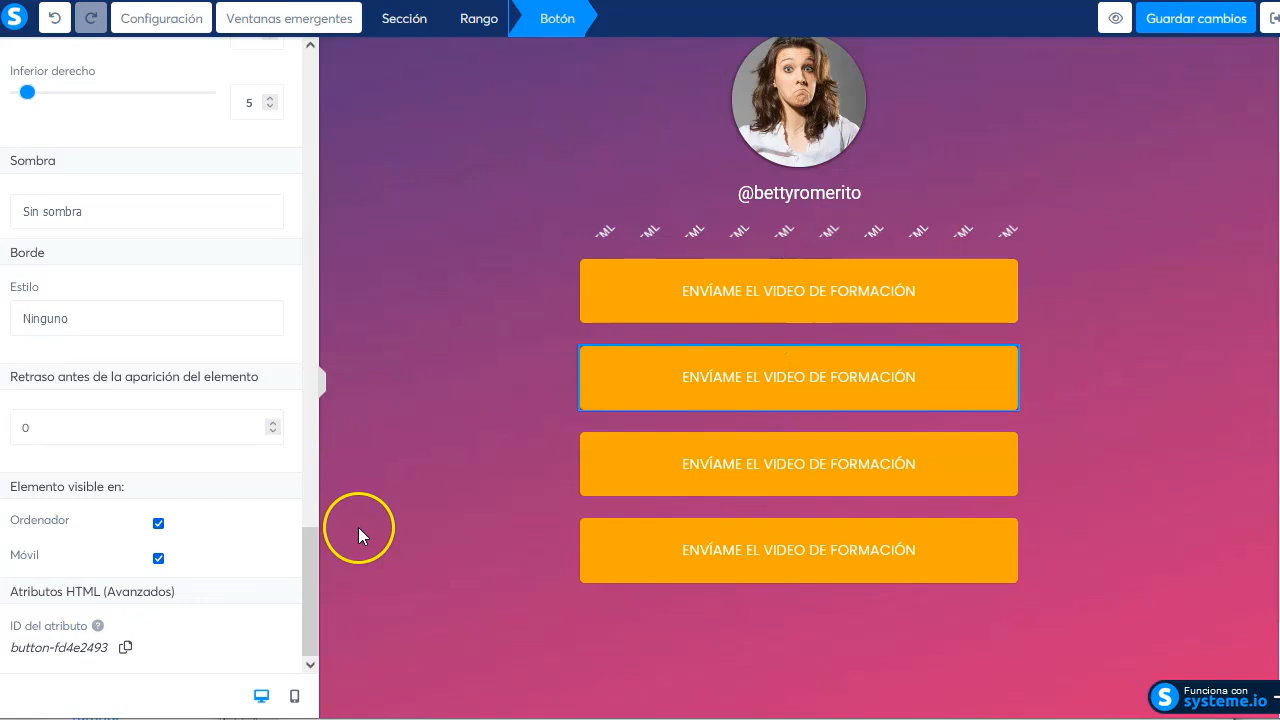 S
Configuración
Ventanas emergentes
Sección
Rango
Botón
Guardar cambios
Inferior derecho
5
Sombra
Sin sombra
Borde
Estilo
Ninguno
Retraso antes de la aparición del elemento
0
Elemento visible en:
Ordenador
Móvil
Atributos HTML (Avanzados)
ID del atributo ?
button-fd4e2493
@bettyromerito
ENVÍAME EL VIDEO DE FORMACIÓN
ENVÍAME EL VIDEO DE FORMACIÓN
ENVÍAME EL VIDEO DE FORMACIÓN
ENVÍAME EL VIDEO DE FORMACIÓN
S
Funciona con
systeme.io